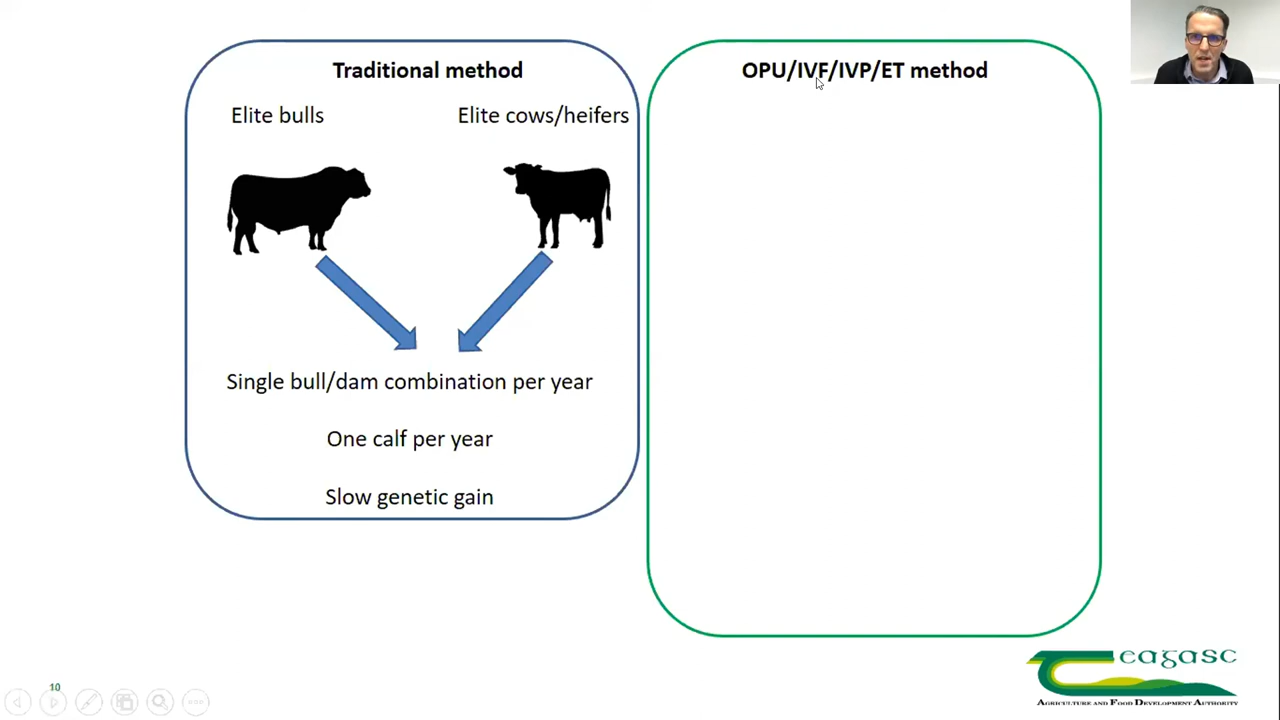 Traditional method
Elite bulls
Elite cows/heifers
Single bull/dam combination per year
One calf per year
Slow genetic gain
OPU/IVF/IVP/ET method
10
eagasc
AGRICULTURE AND FOOD DEVELOPMENT AUTHORITY